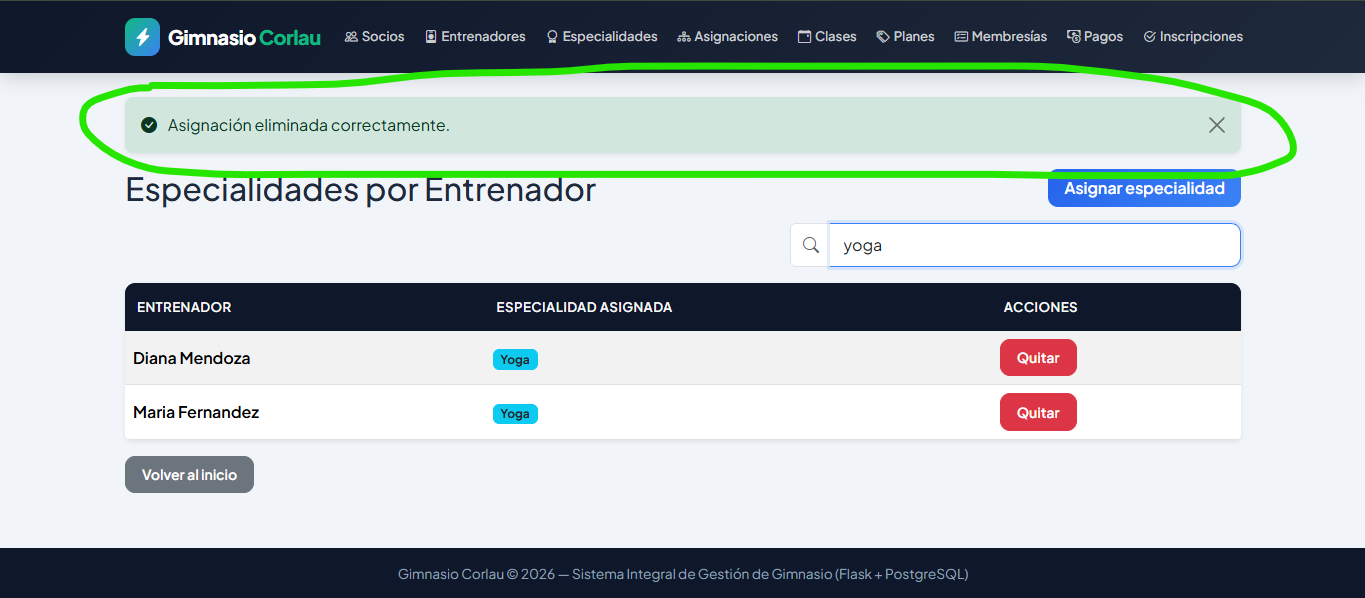 Gimnasio Corlau Socios Entrenadores Especialidades Asignaciones Clases Planes Membresías Pagos Inscripciones
Asignación eliminada correctamente.
Especialidades por Entrenador Asignar especialidad
yoga
ENTRENADOR ESPECIALIDAD ASIGNADA ACCIONES
Diana Mendoza Yoga Quitar
Maria Fernandez Yoga Quitar
Volver al inicio
Gimnasio Corlau © 2026 — Sistema Integral de Gestión de Gimnasio (Flask + PostgreSQL)